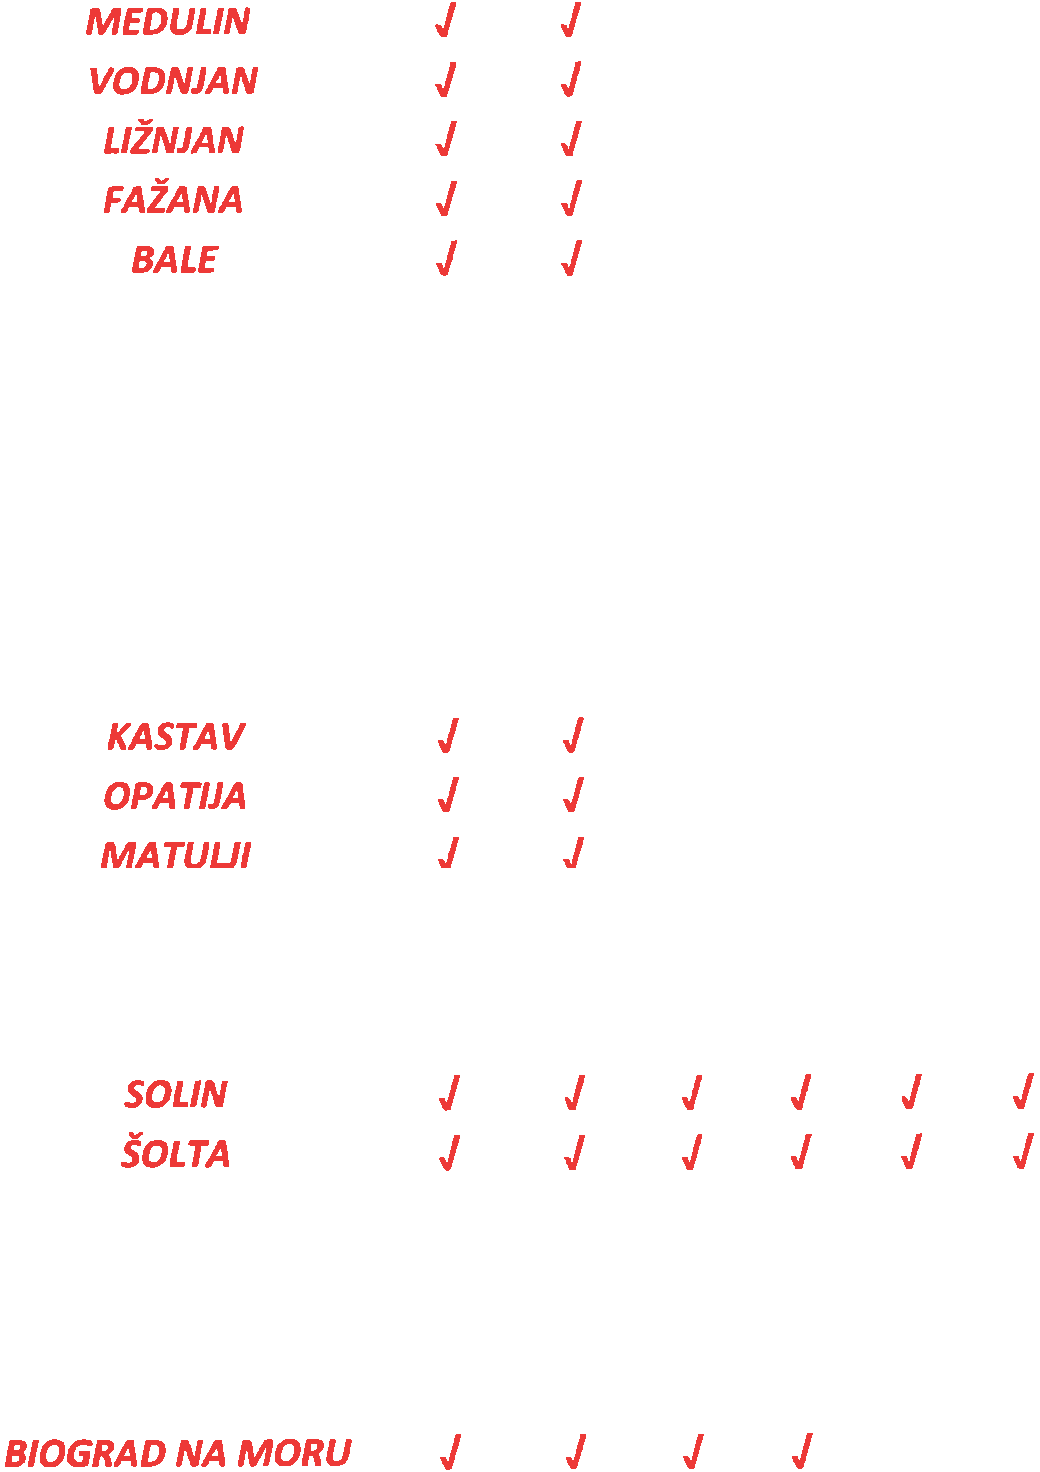 MEDULIN √ √
VODNJAN √ √
LIŽNJAN √ √
FAŽANA √ √
BALE √ √
KASTAV √ √
OPATIJA √ √
MATULJI √ √
SOLIN √ √ √ √ √ √
ŠOLTA √ √ √ √ √ √
BIOGRAD NA MORU √ √ √ √